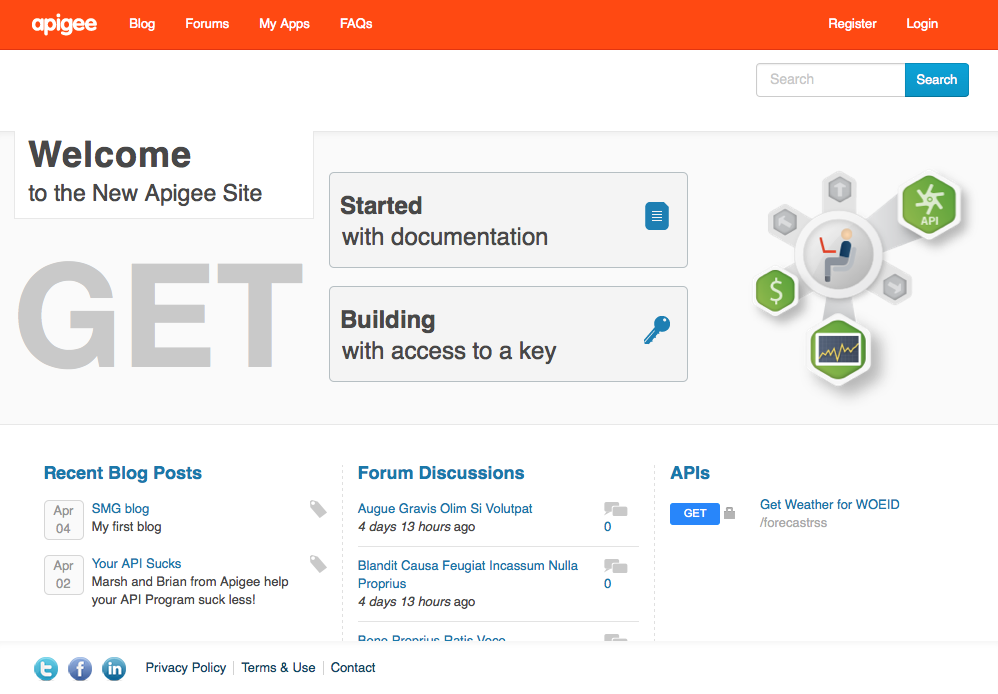 apigee Blog Forums My Apps FAQs Register Login
Search Search
Welcome
to the New Apigee Site
GET
Started
with documentation
Building
with access to a key
API
$
Recent Blog Posts
Apr
04
SMG blog
My first blog
Apr
02
Your API Sucks
Marsh and Brian from Apigee help
your API Program suck less!
Forum Discussions
Augue Gravis Olim Si Volutpat
4 days 13 hours ago
0
Blandit Causa Feugiat Incassum Nulla
Proprius
4 days 13 hours ago
0
Bene Proprius Ratis Voco
APIs
GET
Get Weather for WOEID
/forecastrss
Privacy Policy Terms & Use Contact